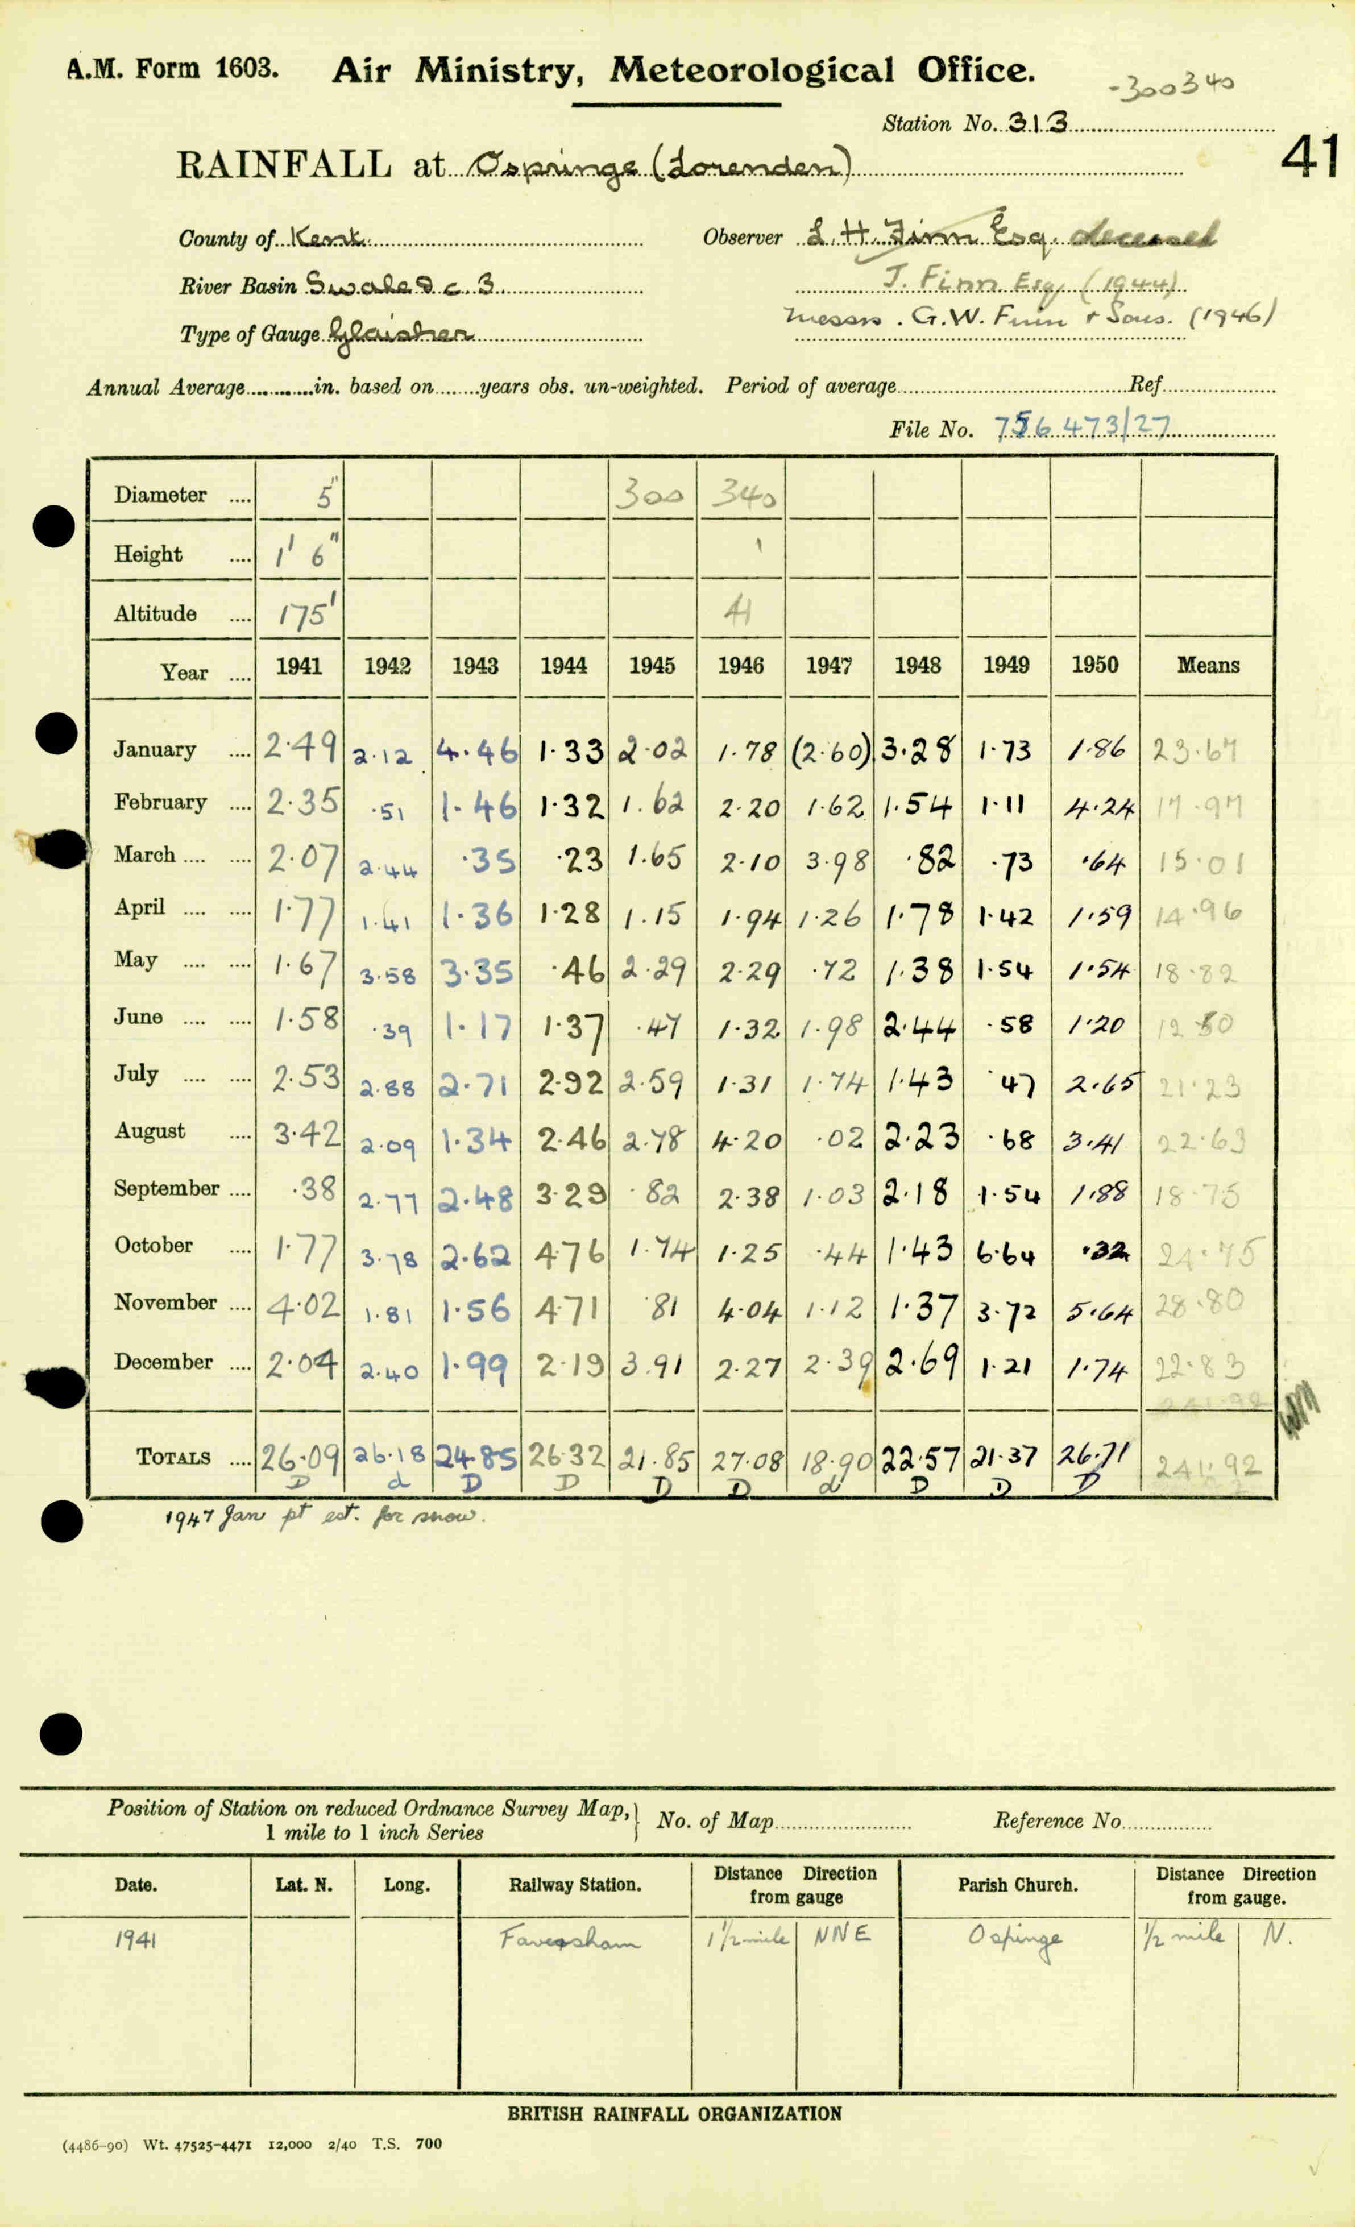 A.M. Form 1603. Air Ministry, Meteorological Office.
-300340
Station No. 313
41
RAINFALL at Ospringe (Lorenden)
County of Kent. Observer L. H. Finn Esq. deceased
River Basin Swale D c. 3 J. Finn Esq (1944)
Type of Gauge Glaisher Messrs. G.W. Finn & Sons. (1946)
Annual Average in. based on years obs. un-weighted. Period of average Ref
File No. 756473/27
Diameter .... 5" 300 340
Height .... 1' 6" '
Altitude .... 175' 41
Year .... 1941 1942 1943 1944 1945 1946 1947 1948 1949 1950 Means
January .... 2.49 2.12 4.46 1.33 2.02 1.78 (2.60) 3.28 1.73 1.86 23.67
February .... 2.35 .51 1.46 1.32 1.62 2.20 1.62 1.54 1.11 4.24 17.97
March .... .... 2.07 2.44 .35 .23 1.65 2.10 3.98 .82 .73 .64 15.01
April .... .... 1.77 1.41 1.36 1.28 1.15 1.94 1.26 1.78 1.42 1.59 14.96
May .... .... 1.67 3.58 3.35 .46 2.29 2.29 .72 1.38 1.54 1.54 18.82
June .... .... 1.58 .39 1.17 1.37 .47 1.32 1.98 2.44 .58 1.20 12.50
July .... .... 2.53 2.88 2.71 2.92 2.59 1.31 1.74 1.43 .47 2.65 21.23
August .... 3.42 2.09 1.34 2.46 2.78 4.20 .02 2.23 .68 3.41 22.63
September .... .38 2.77 2.48 3.29 .82 2.38 1.03 2.18 1.54 1.88 18.75
October .... 1.77 3.78 2.62 4.76 1.74 1.25 .44 1.43 6.64 .32 24.75
November .... 4.02 1.81 1.56 4.71 .81 4.04 1.12 1.37 3.72 5.64 28.80
December .... 2.04 2.40 1.99 2.19 3.91 2.27 2.39 2.69 1.21 1.74 22.83
241.92
TOTALS .... 26.09 26.18 24.85 26.32 21.85 27.08 18.90 22.57 21.37 26.71 241.92
D d D D D D d D D D
1947 Jan pt est. for snow.
Position of Station on reduced Ordnance Survey Map, No. of Map Reference No.
1 mile to 1 inch Series
Date. Lat. N. Long. Railway Station. Distance from gauge Direction Parish Church. Distance from gauge. Direction
1941 Faversham 1 1/2 mile NNE Ospinge 1/2 mile N.
BRITISH RAINFALL ORGANIZATION
(4486-90) Wt. 47525-4471 12,000 2/40 T.S. 700